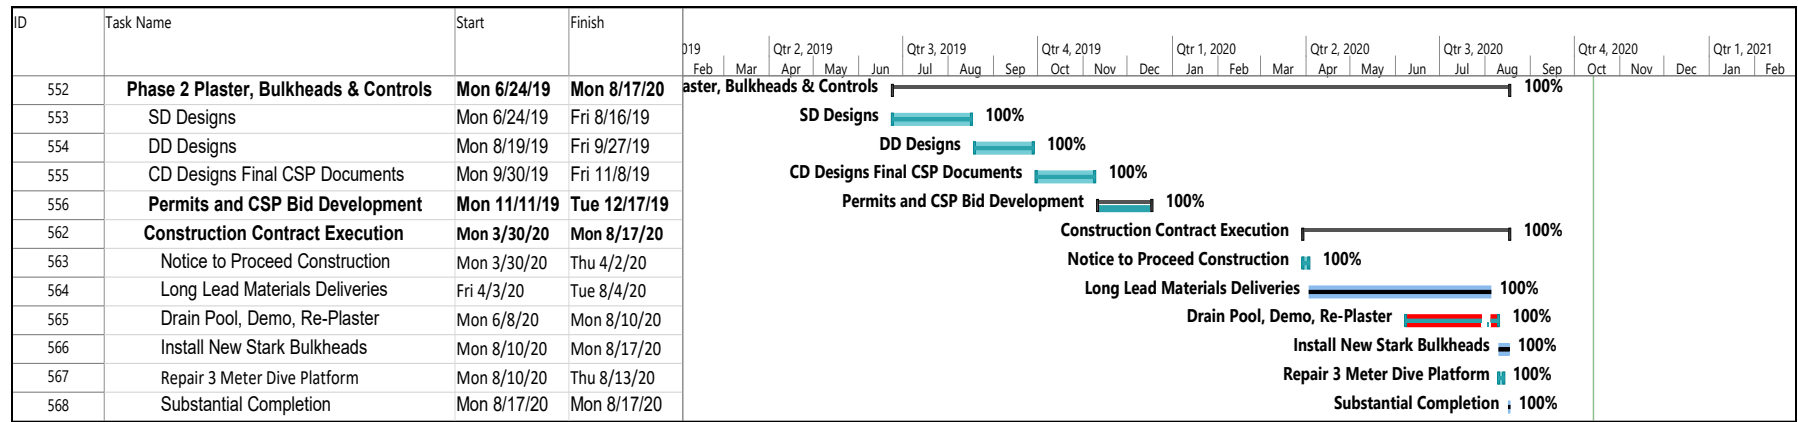 ID Task Name Start Finish
019 Qtr 2, 2019 Qtr 3, 2019 Qtr 4, 2019 Qtr 1, 2020 Qtr 2, 2020 Qtr 3, 2020 Qtr 4, 2020 Qtr 1, 2021
Feb Mar Apr May Jun Jul Aug Sep Oct Nov Dec Jan Feb Mar Apr May Jun Jul Aug Sep Oct Nov Dec Jan Feb
552 Phase 2 Plaster, Bulkheads & Controls Mon 6/24/19 Mon 8/17/20 aster, Bulkheads & Controls 100%
553 SD Designs Mon 6/24/19 Fri 8/16/19 SD Designs 100%
554 DD Designs Mon 8/19/19 Fri 9/27/19 DD Designs 100%
555 CD Designs Final CSP Documents Mon 9/30/19 Fri 11/8/19 CD Designs Final CSP Documents 100%
556 Permits and CSP Bid Development Mon 11/11/19 Tue 12/17/19 Permits and CSP Bid Development 100%
562 Construction Contract Execution Mon 3/30/20 Mon 8/17/20 Construction Contract Execution 100%
563 Notice to Proceed Construction Mon 3/30/20 Thu 4/2/20 Notice to Proceed Construction 100%
564 Long Lead Materials Deliveries Fri 4/3/20 Tue 8/4/20 Long Lead Materials Deliveries 100%
565 Drain Pool, Demo, Re-Plaster Mon 6/8/20 Mon 8/10/20 Drain Pool, Demo, Re-Plaster 100%
566 Install New Stark Bulkheads Mon 8/10/20 Mon 8/17/20 Install New Stark Bulkheads 100%
567 Repair 3 Meter Dive Platform Mon 8/10/20 Thu 8/13/20 Repair 3 Meter Dive Platform 100%
568 Substantial Completion Mon 8/17/20 Mon 8/17/20 Substantial Completion 100%